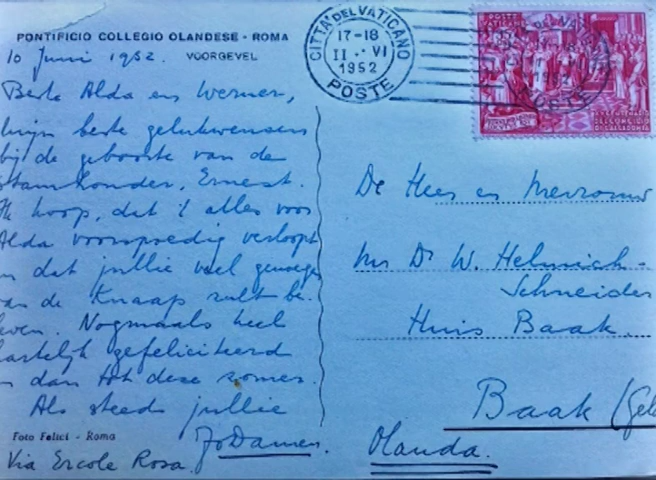 PONTIFICIO COLLEGIO OLANDESE - ROMA
10 Juni 1952. VOORGEVEL
Beste Alda en Werner,
Mijn beste gelukwensen
bij de geboorte van de
stamhouder, Ernest.
Ik hoop, dat 't alles voor
Alda voorspoedig verloopt
en dat jullie veel genoegen
van de Knaap zult be-
leven. Nogmaals heel
hartelijk gefeliciteerd
en dan tot deze zomer.
Als steeds jullie
Jo Damen.
Foto Felici - Roma
Via Ercole Rosa.
CITTA' DEL VATICANO
17-18
11 · VI
1952
POSTE
De Heer en Mevrouw
Mr Dr W. Helmich-
Schneider
Huis Baak
Baak (Gel
Olanda.